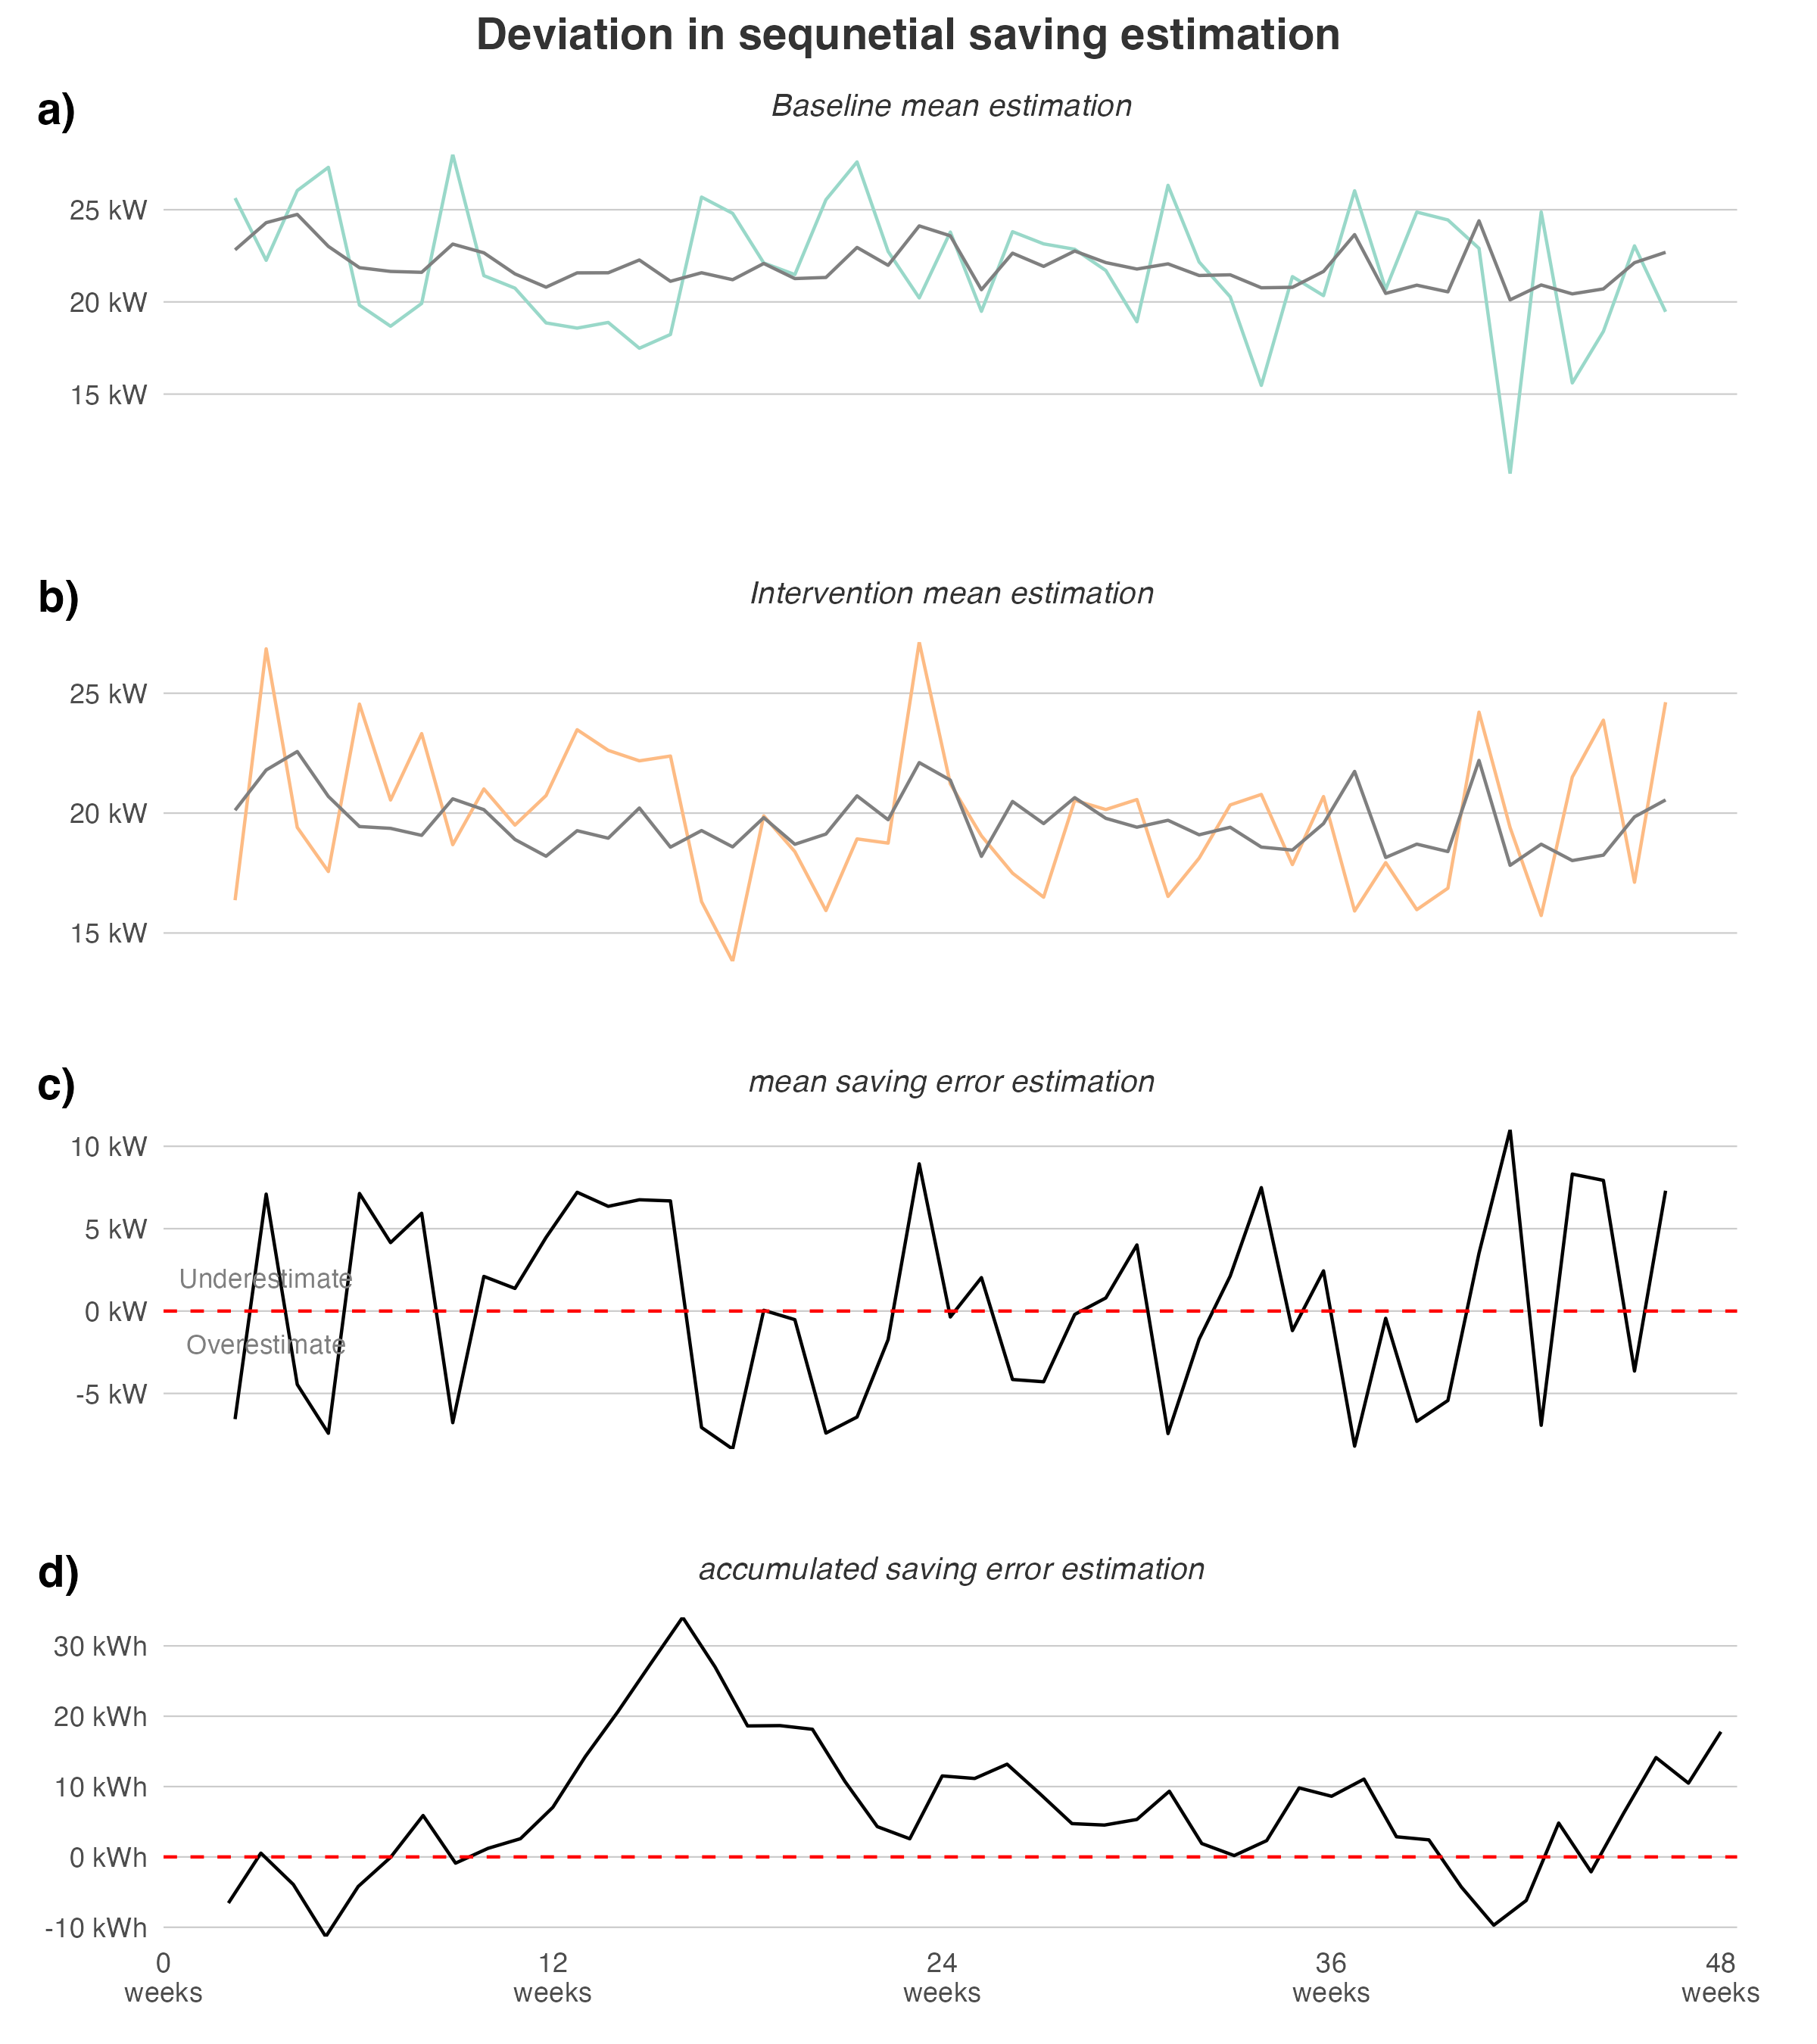 Deviation in sequnetial saving estimation
a)
Baseline mean estimation
25 kW
20 kW
15 kW
b)
Intervention mean estimation
25 kW
20 kW
15 kW
c)
mean saving error estimation
10 kW
5 kW
Underestimate
0 kW
Overestimate
-5 kW
d)
accumulated saving error estimation
30 kWh
20 kWh
10 kWh
0 kWh
-10 kWh
0 12 24 36 48
weeks weeks weeks weeks weeks